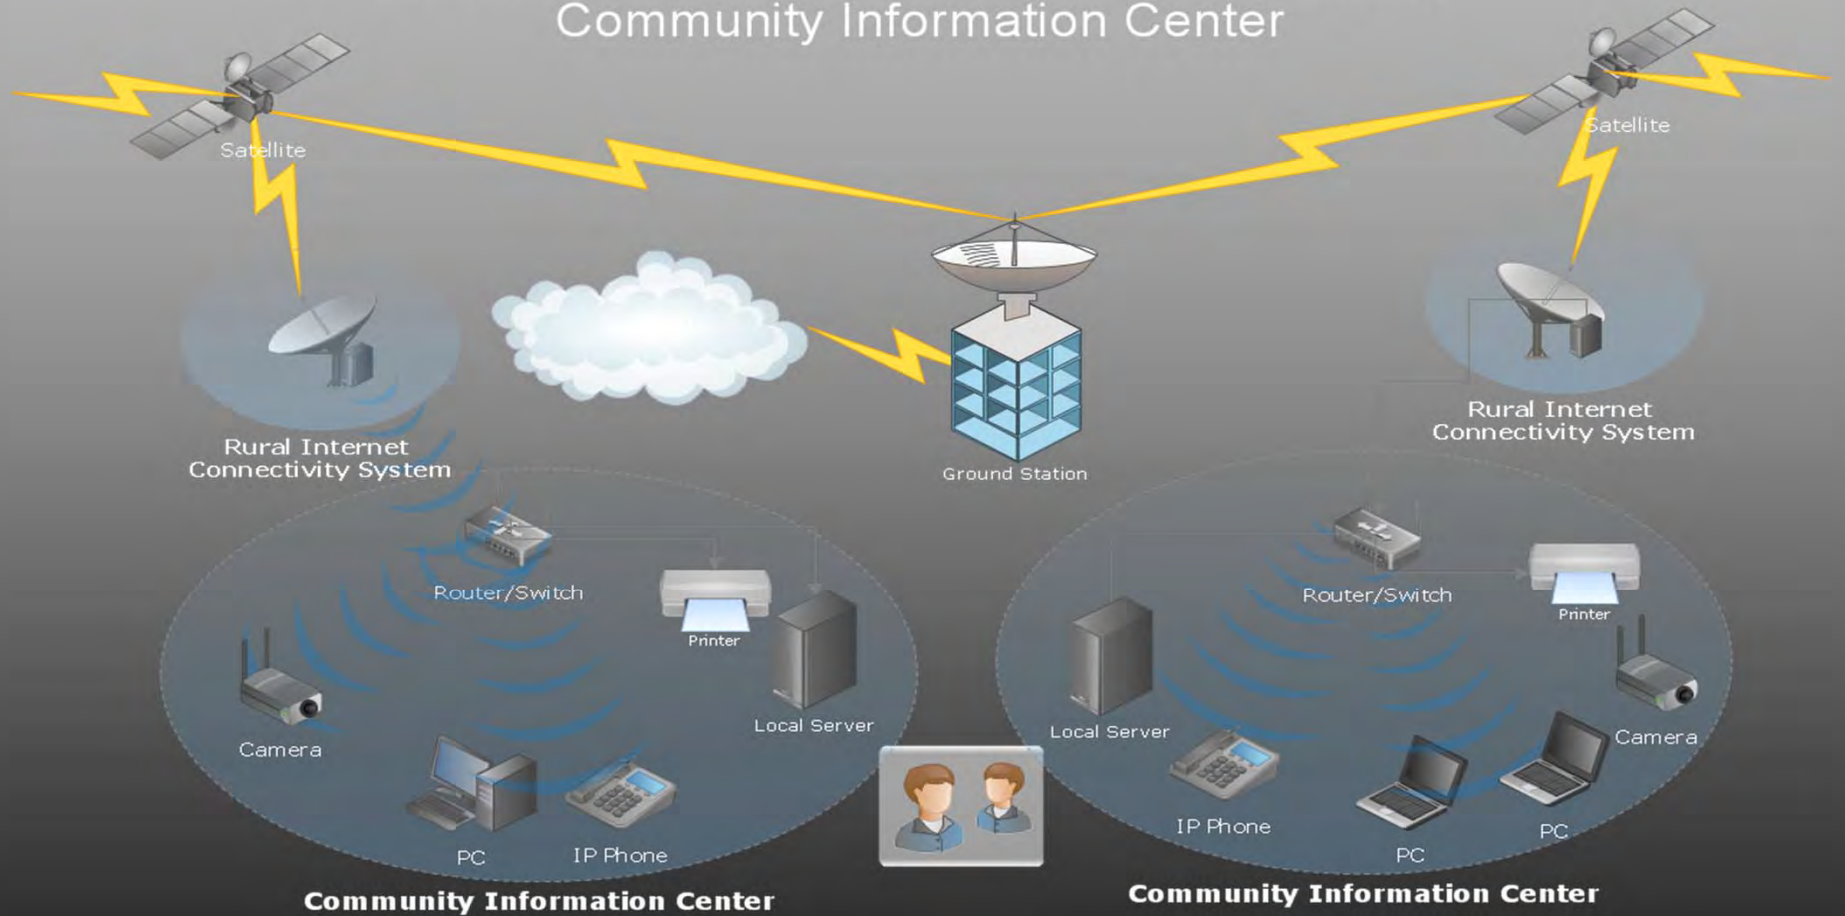 Community Information Center
Satellite
Satellite
Rural Internet
Connectivity System
Ground Station
Rural Internet
Connectivity System
Router/Switch
Printer
Local Server
Camera
PC
IP Phone
Community Information Center
Router/Switch
Printer
Local Server
Camera
IP Phone
PC
PC
Community Information Center